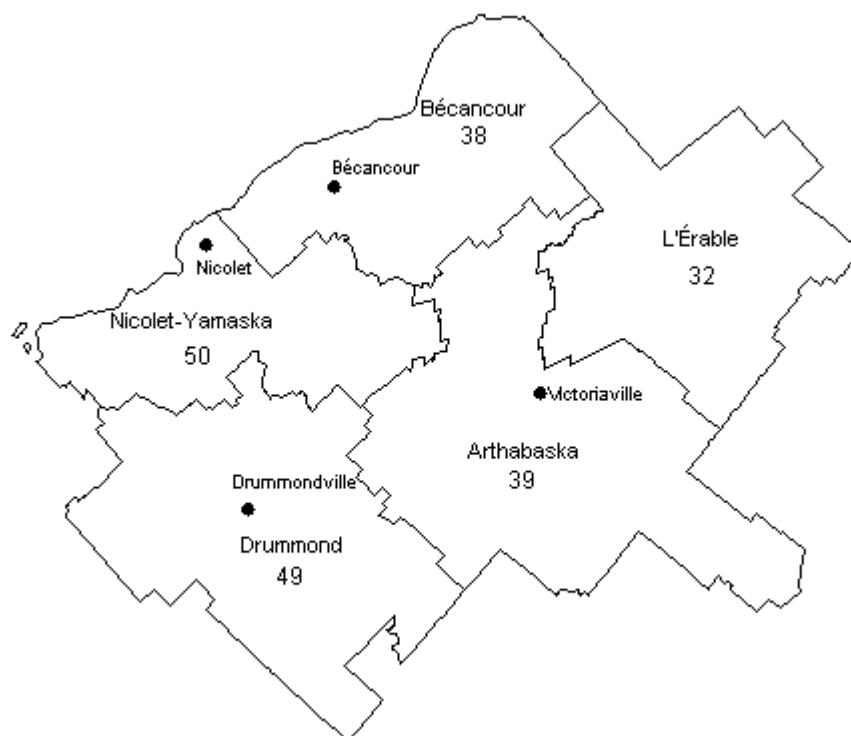 Bécancour
38
Bécancour
L'Érable
32
Nicolet
Nicolet-Yamaska
50
Victoriaville
Arthabaska
39
Drummondville
Drummond
49